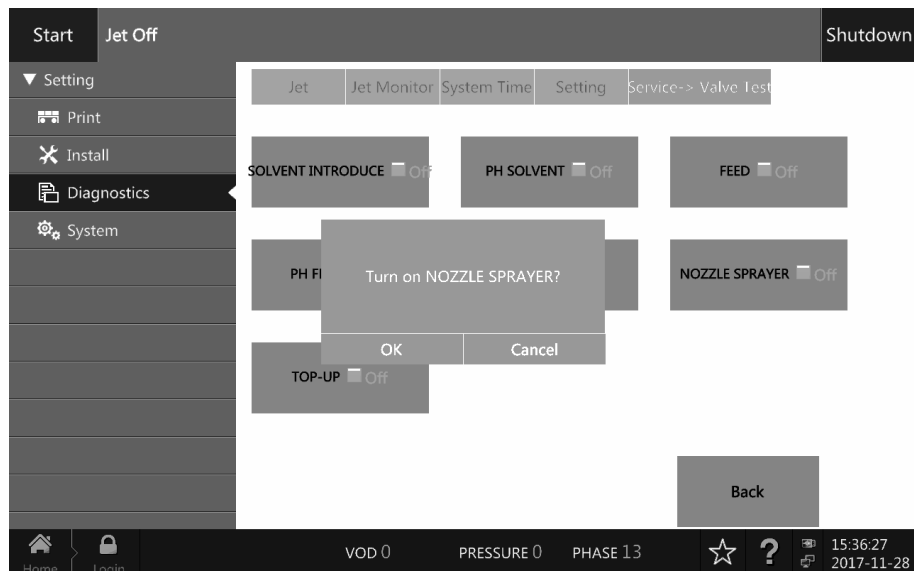 Start Jet Off Shutdown
Setting
Print
Install
Diagnostics
System
Jet Jet Monitor System Time Setting Service-> Valve Test
SOLVENT INTRODUCE Off PH SOLVENT Off FEED Off
PH Off NOZZLE SPRAYER Off
Turn on NOZZLE SPRAYER?
OK Cancel
TOP-UP Off
Back
Home Login VOD 0 PRESSURE 0 PHASE 13 ? 15:36:27
2017-11-28